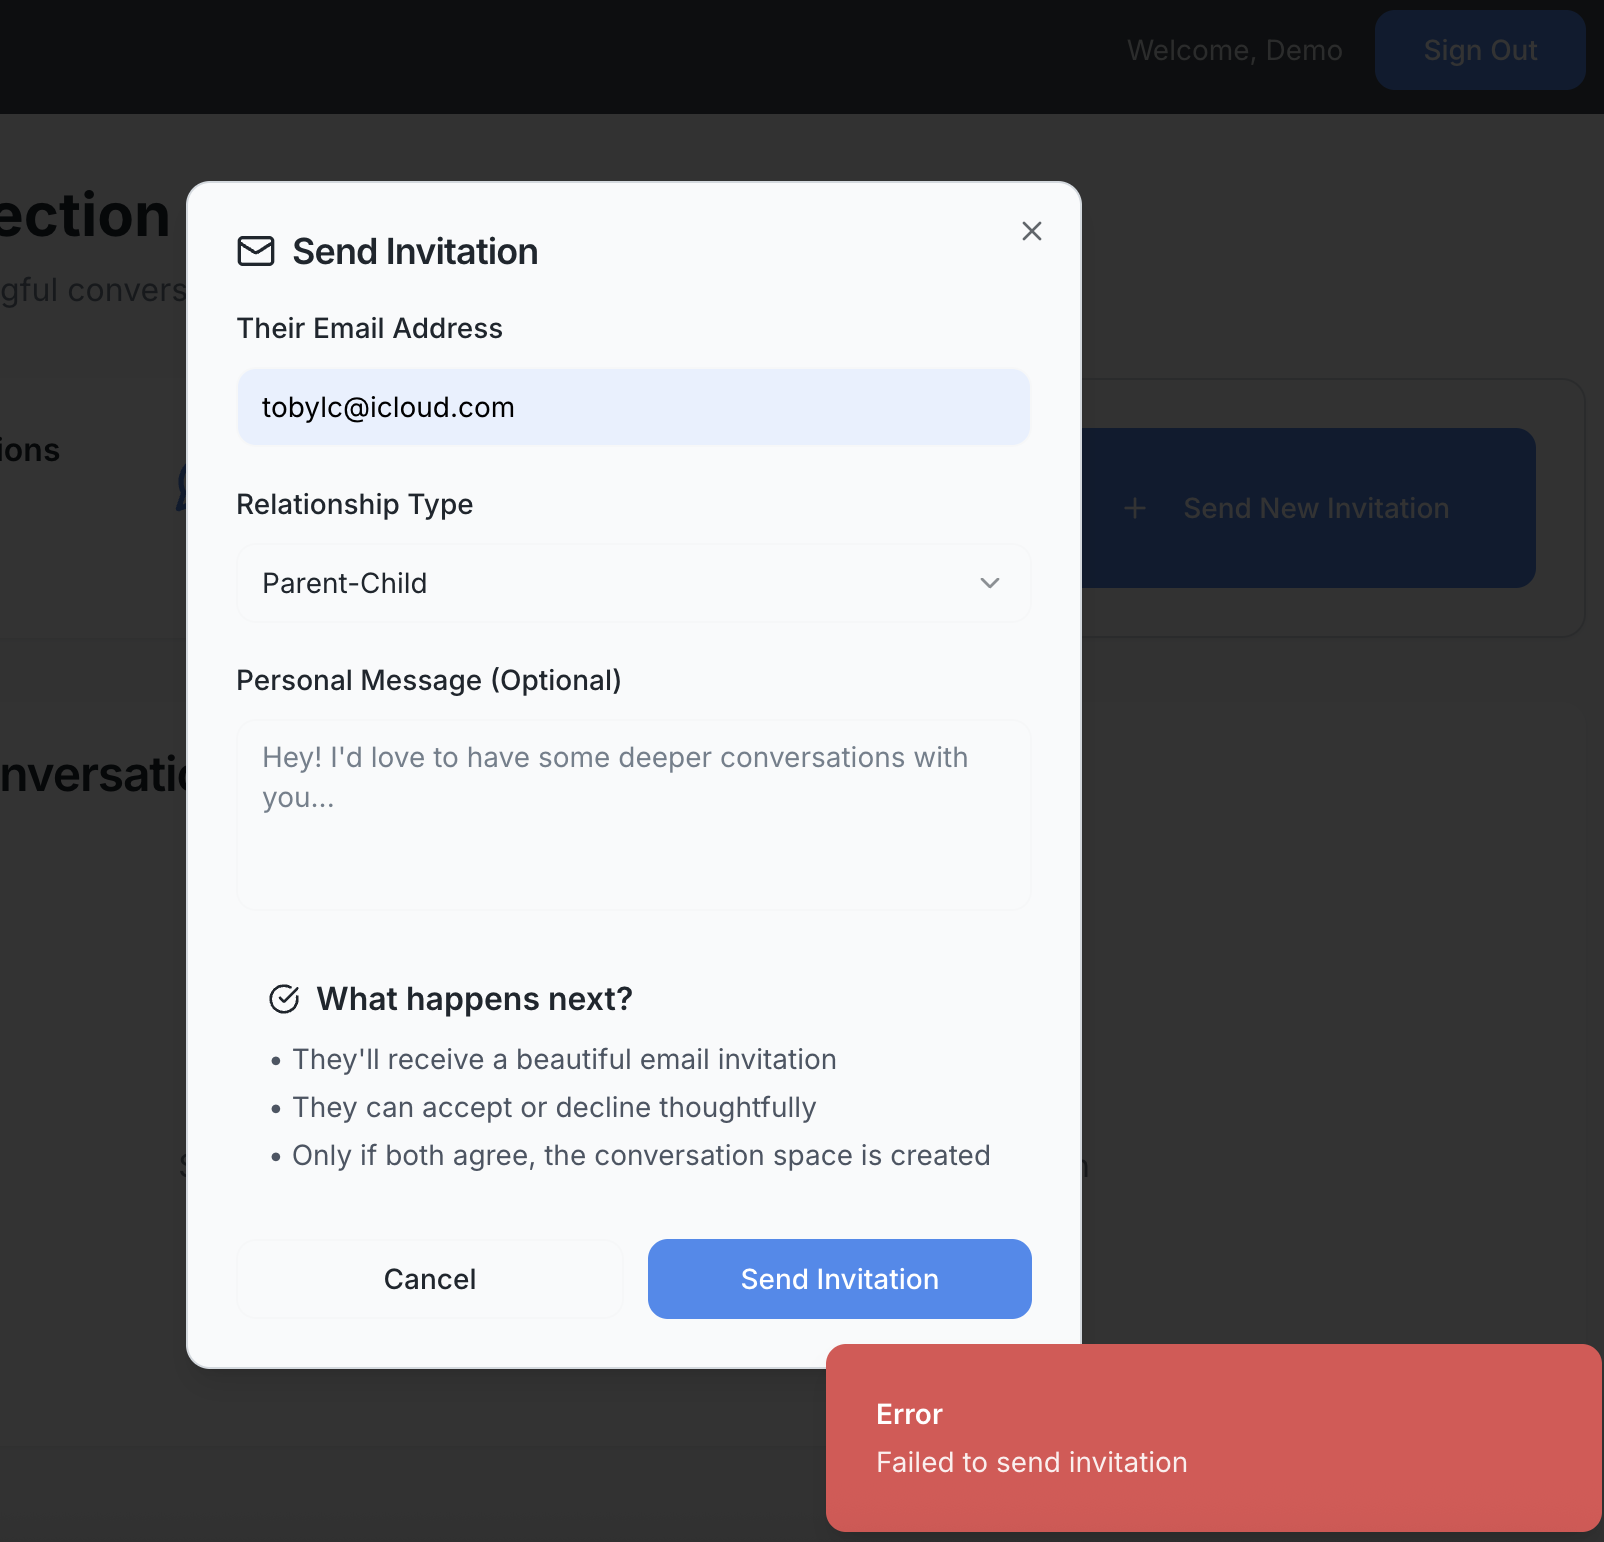 Welcome, Demo
Sign Out
ection
gful convers
Send Invitation
Their Email Address
tobylc@icloud.com
ions
Send New Invitation
Relationship Type
Parent-Child
Personal Message (Optional)
Hey! I'd love to have some deeper conversations with
you...
nversatio
What happens next?
• They'll receive a beautiful email invitation
• They can accept or decline thoughtfully
• Only if both agree, the conversation space is created
Cancel
Send Invitation
Error
Failed to send invitation